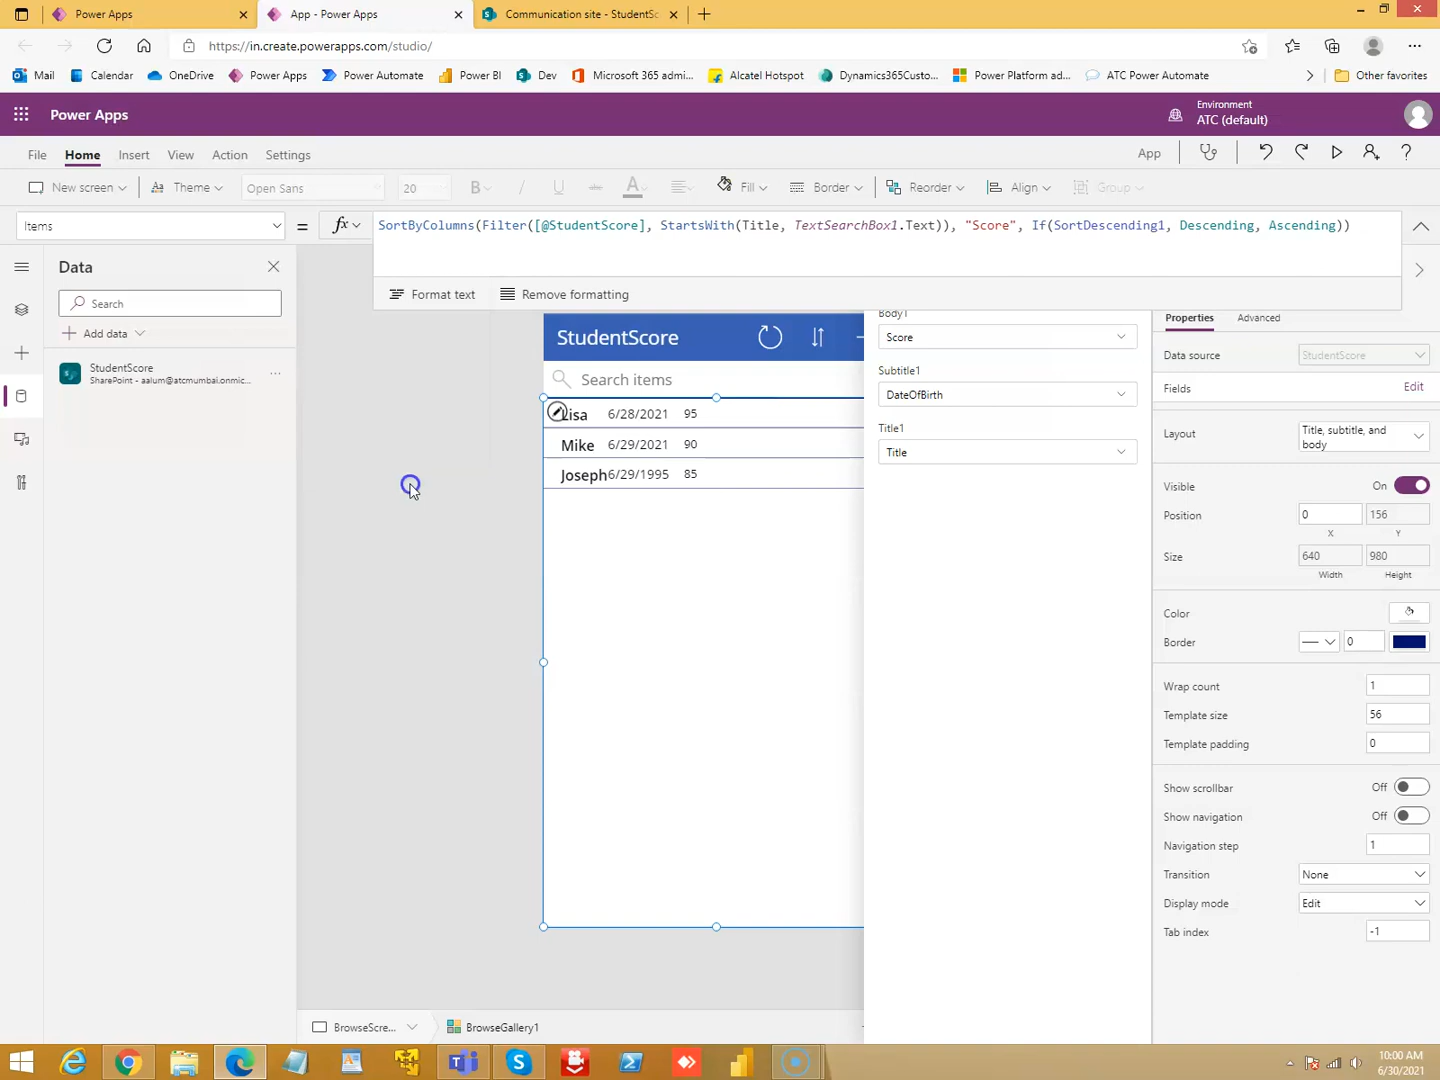 Power Apps
App - Power Apps
Communication site - StudentSc
https://in.create.powerapps.com/studio/
Mail
Calendar
OneDrive
Power Apps
Power Automate
Power BI
Dev
Microsoft 365 admi...
Alcatel Hotspot
Dynamics365Custo...
Power Platform ad...
ATC Power Automate
Other favorites
Power Apps
Environment
ATC (default)
File
Home
Insert
View
Action
Settings
App
New screen
Theme
Open Sans
20
B
I
U
abc
A
Fill
Border
Reorder
Align
Group
Items
=
fx
SortByColumns(Filter([@StudentScore], StartsWith(Title, TextSearchBox1.Text)), "Score", If(SortDescending1, Descending, Ascending))
Format text
Remove formatting
Data
Search
Add data
StudentScore
SharePoint - aalum@atcmumbai.onmic...
StudentScore
Search items
Lisa 6/28/2021 95
Mike 6/29/2021 90
Joseph 6/29/1995 85
Body1
Score
Subtitle1
DateOfBirth
Title1
Title
Properties
Advanced
Data source
StudentScore
Fields
Edit
Layout
Title, subtitle, and
body
Visible
On
Position
0
156
X
Y
Size
640
980
Width
Height
Color
Border
0
Wrap count
1
Template size
56
Template padding
0
Show scrollbar
Off
Show navigation
Off
Navigation step
1
Transition
None
Display mode
Edit
Tab index
-1
BrowseScre...
BrowseGallery1
10:00 AM
6/30/2021